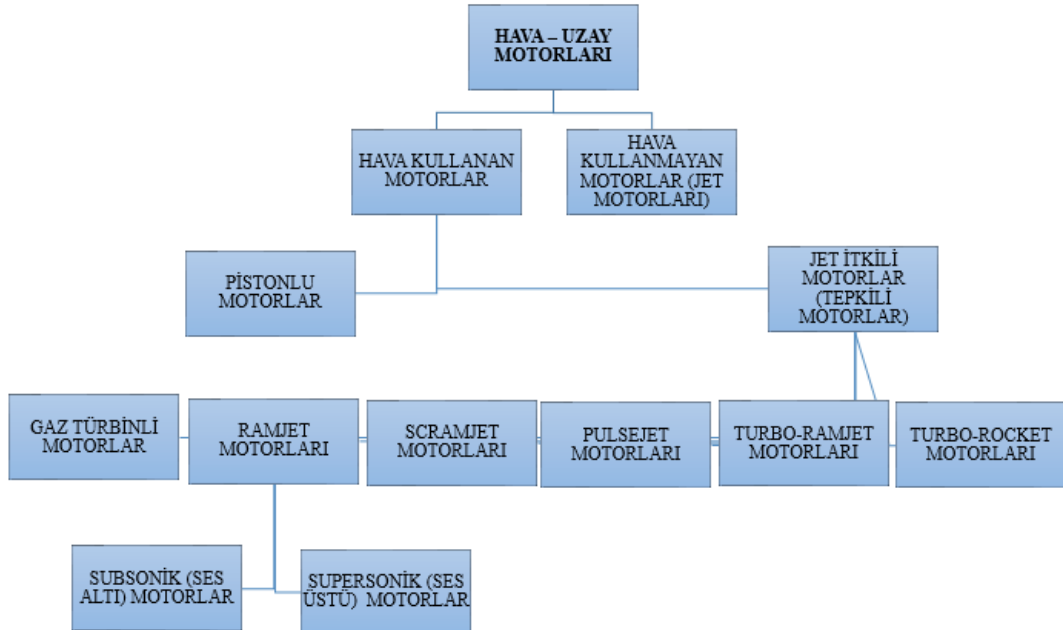 HAVA – UZAY
MOTORLARI
HAVA KULLANAN
MOTORLAR
HAVA
KULLANMAYAN
MOTORLAR (JET
MOTORLARI)
PİSTONLU
MOTORLAR
JET İTKİLİ
MOTORLAR
(TEPKİLİ
MOTORLAR)
GAZ TÜRBİNLİ
MOTORLAR
RAMJET
MOTORLARI
SCRAMJET
MOTORLARI
PULSEJET
MOTORLARI
TURBO-RAMJET
MOTORLARI
TURBO-ROCKET
MOTORLARI
SUBSONİK (SES
ALTI) MOTORLAR
SUPERSONİK (SES
ÜSTÜ) MOTORLAR